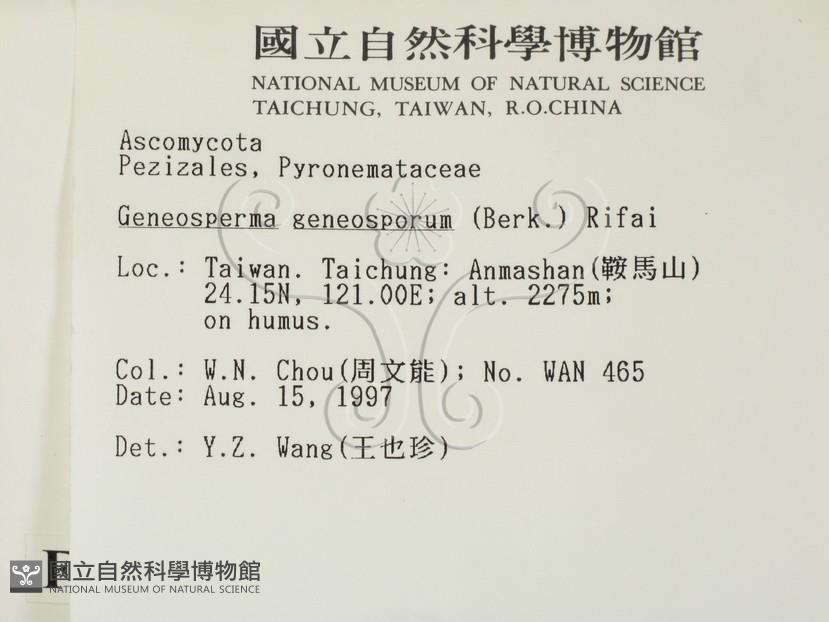 國立自然科學博物館
NATIONAL MUSEUM OF NATURAL SCIENCE
TAICHUNG, TAIWAN, R.O.CHINA
Ascomycota
Pezizales, Pyronemataceae
Geneosperma geneosporum (Berk.) Rifai
Loc.: Taiwan. Taichung: Anmashan(鞍馬山)
24.15N, 121.00E; alt. 2275m;
on humus.
Col.: W.N. Chou(周文能); No. WAN 465
Date: Aug. 15, 1997
Det.: Y.Z. Wang(王也珍)
國立自然科學博物館
NATIONAL MUSEUM OF NATURAL SCIENCE